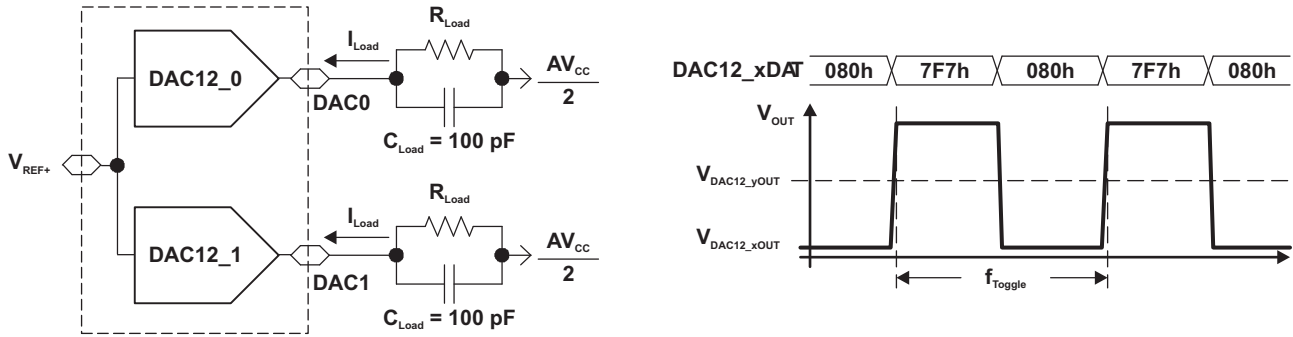 DAC12_0
DAC0
I_Load
R_Load
C_Load = 100 pF
AV_CC
2
V_REF+
DAC12_1
DAC1
I_Load
R_Load
C_Load = 100 pF
AV_CC
2
DAC12_xDAT 080h 7F7h 080h 7F7h 080h
V_OUT
V_DAC12_yOUT
V_DAC12_xOUT
f_Toggle